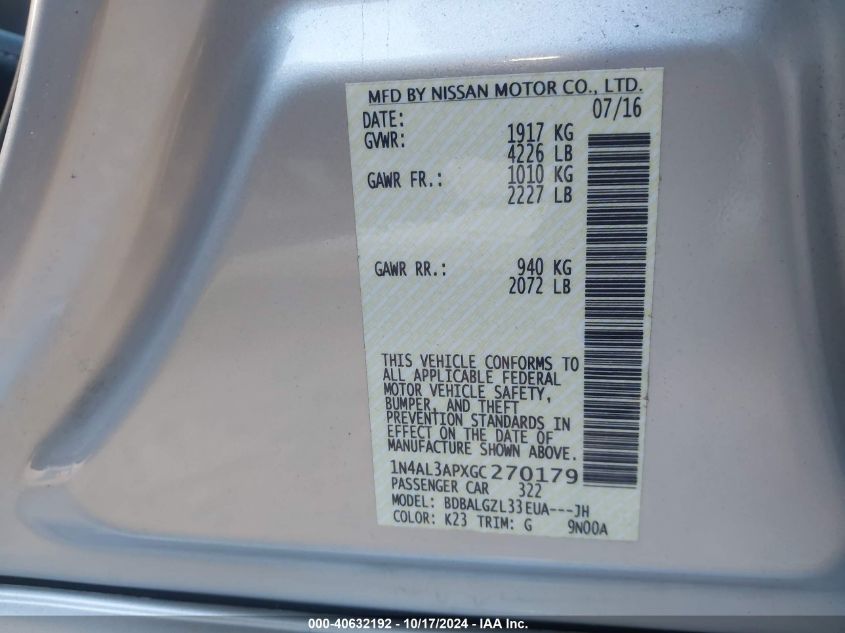 MFD BY NISSAN MOTOR CO., LTD.
DATE: 07/16
GVWR: 1917 KG
4226 LB
GAWR FR.: 1010 KG
2227 LB
GAWR RR.: 940 KG
2072 LB
THIS VEHICLE CONFORMS TO
ALL APPLICABLE FEDERAL
MOTOR VEHICLE SAFETY,
BUMPER, AND THEFT
PREVENTION STANDARDS IN
EFFECT ON THE DATE OF
MANUFACTURE SHOWN ABOVE.
1N4AL3APXGC270179
PASSENGER CAR 322
MODEL: BDBALGZL33EUA---JH
COLOR: K23 TRIM: G 9N00A
000-40632192 - 10/17/2024 - IAA Inc.